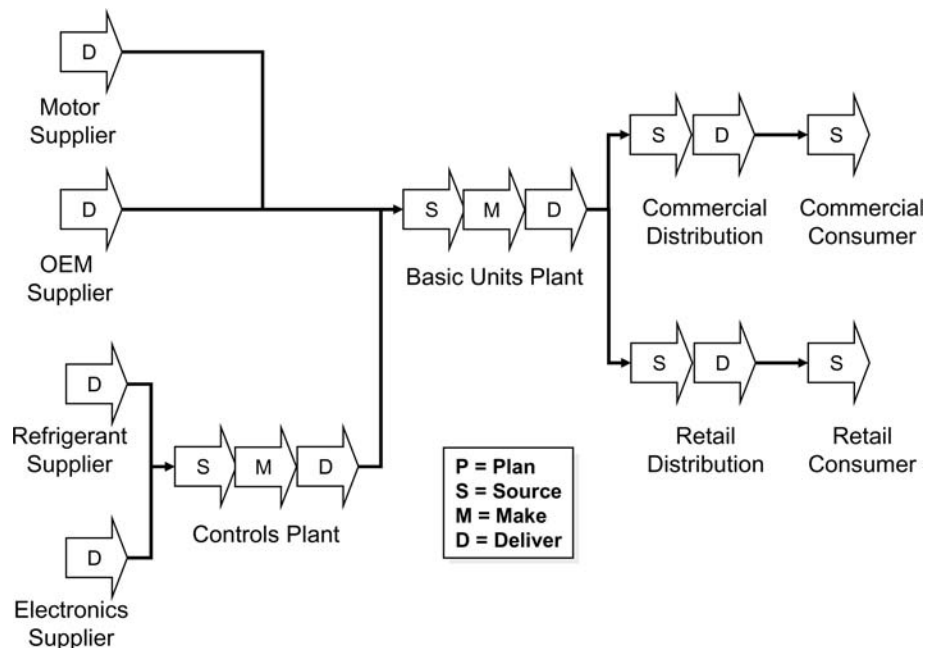 D
Motor
Supplier
D
OEM
Supplier
D
Refrigerant
Supplier
D
Electronics
Supplier
S M D
Controls Plant
S M D
Basic Units Plant
S D
Commercial
Distribution
S
Commercial
Consumer
S D
Retail
Distribution
S
Retail
Consumer
P = Plan
S = Source
M = Make
D = Deliver